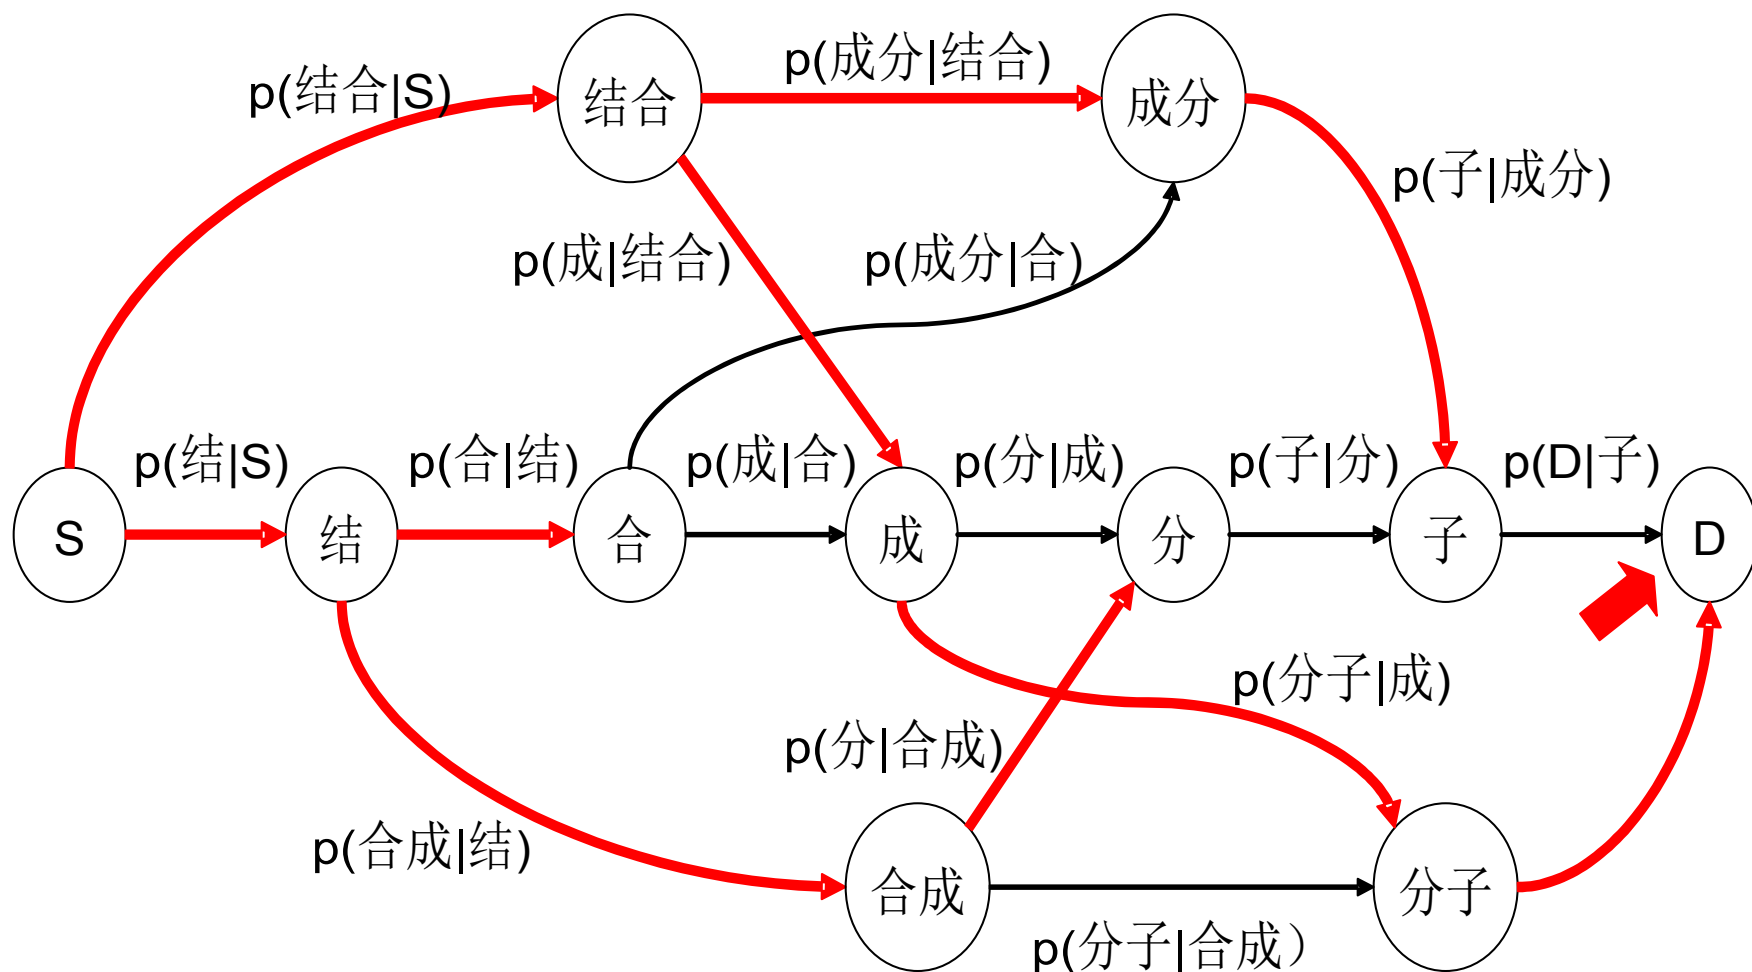 p(成分|结合)
p(结合|S)
结合
成分
p(子|成分)
p(成|结合)
p(成分|合)
p(结|S)
p(合|结)
p(成|合)
p(分|成)
p(子|分)
p(D|子)
S
结
合
成
分
子
D
p(分子|成)
p(分|合成)
p(合成|结)
合成
分子
p(分子|合成）